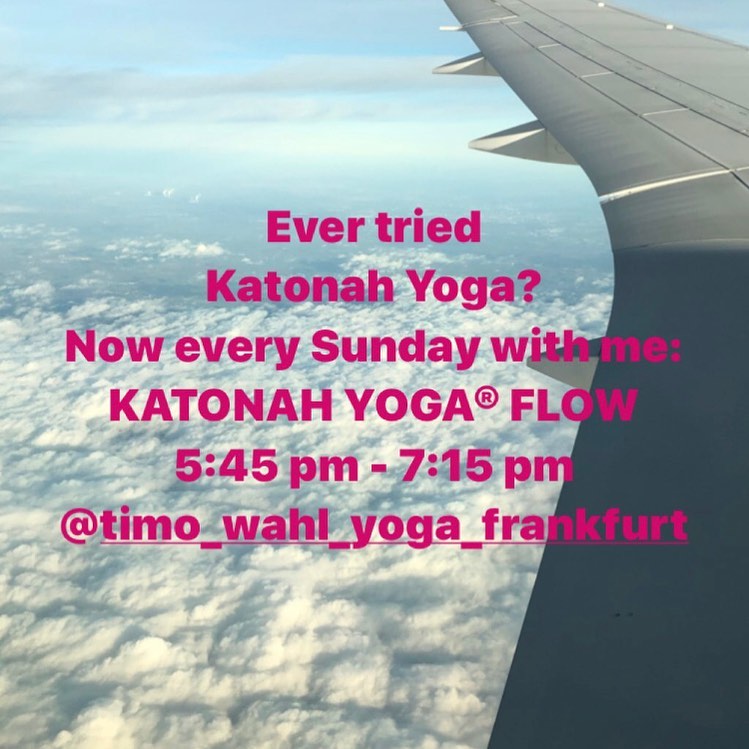 Ever tried
Katonah Yoga?
Now every Sunday with me:
KATONAH YOGA® FLOW
5:45 pm - 7:15 pm
@timo_wahl_yoga_frankfurt